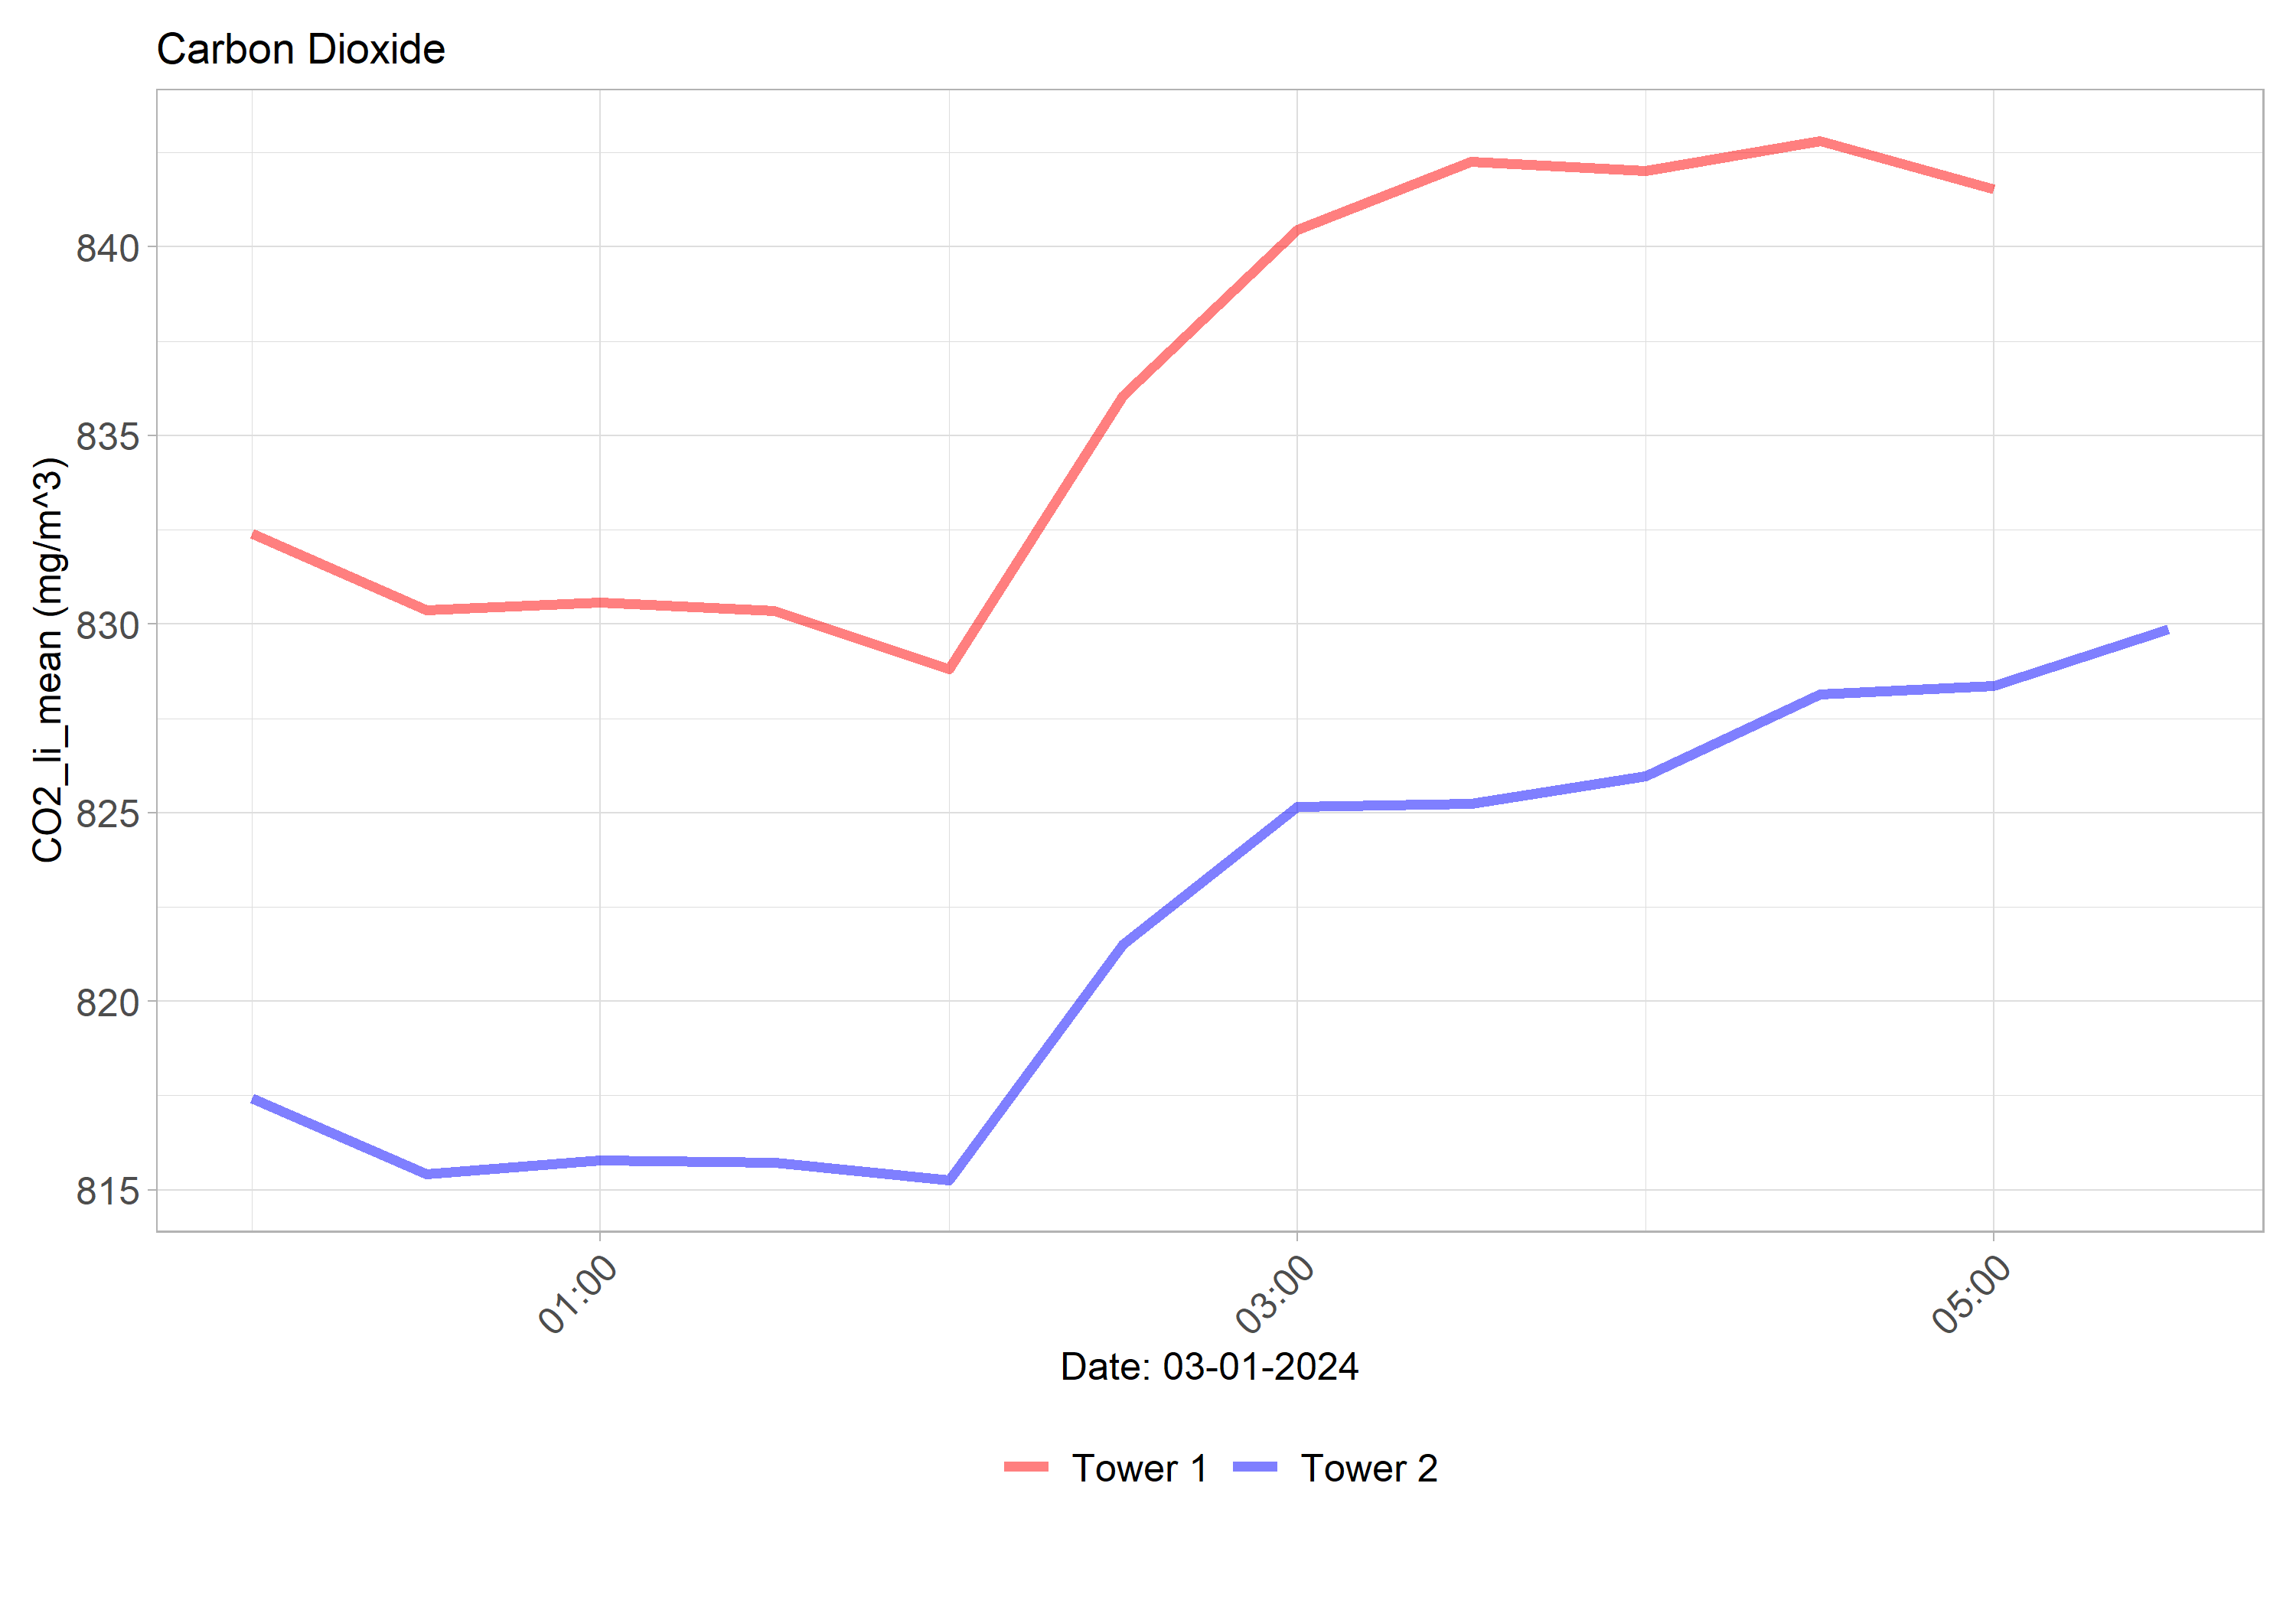 Carbon Dioxide
CO2_li_mean (mg/m^3)
840
835
830
825
820
815
01:00
03:00
05:00
Date: 03-01-2024
Tower 1
Tower 2